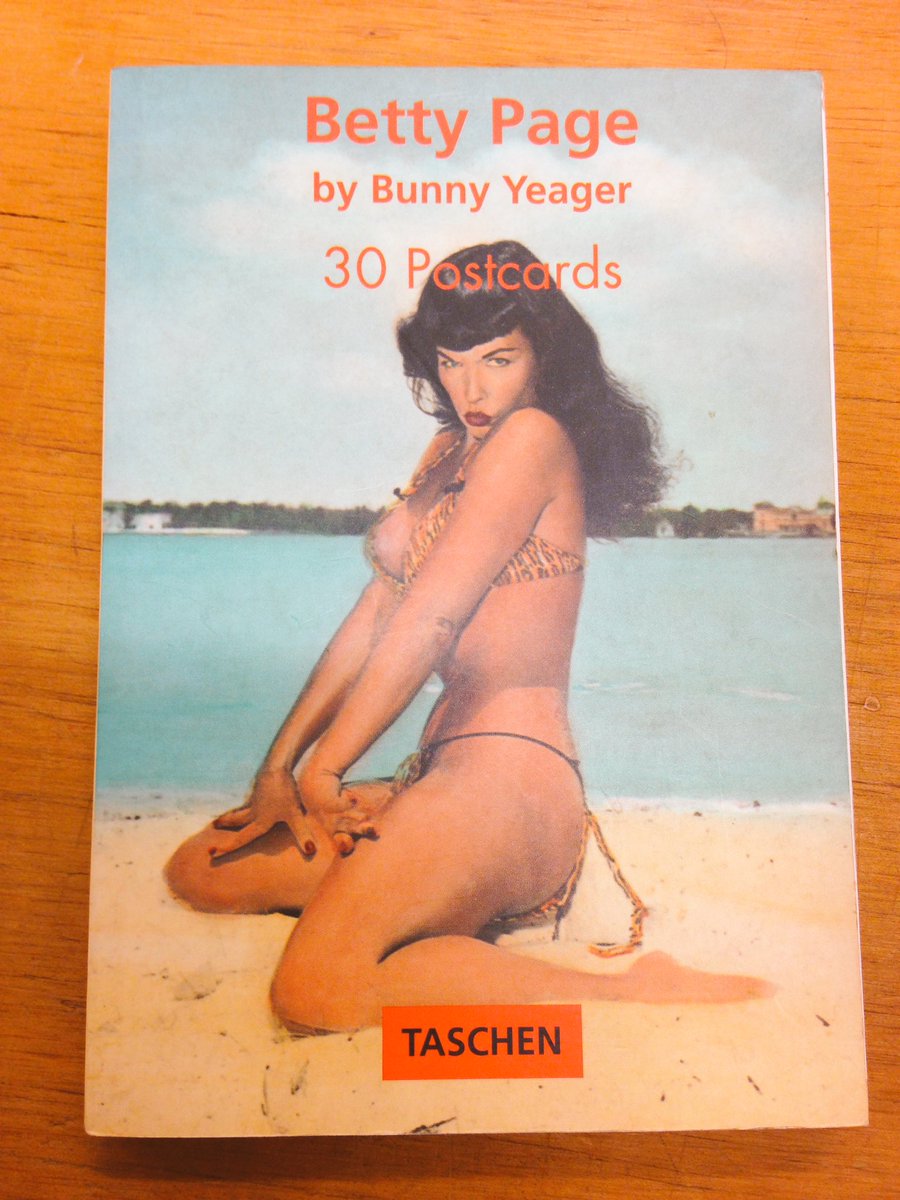 Betty Page
by Bunny Yeager
30 Postcards
TASCHEN